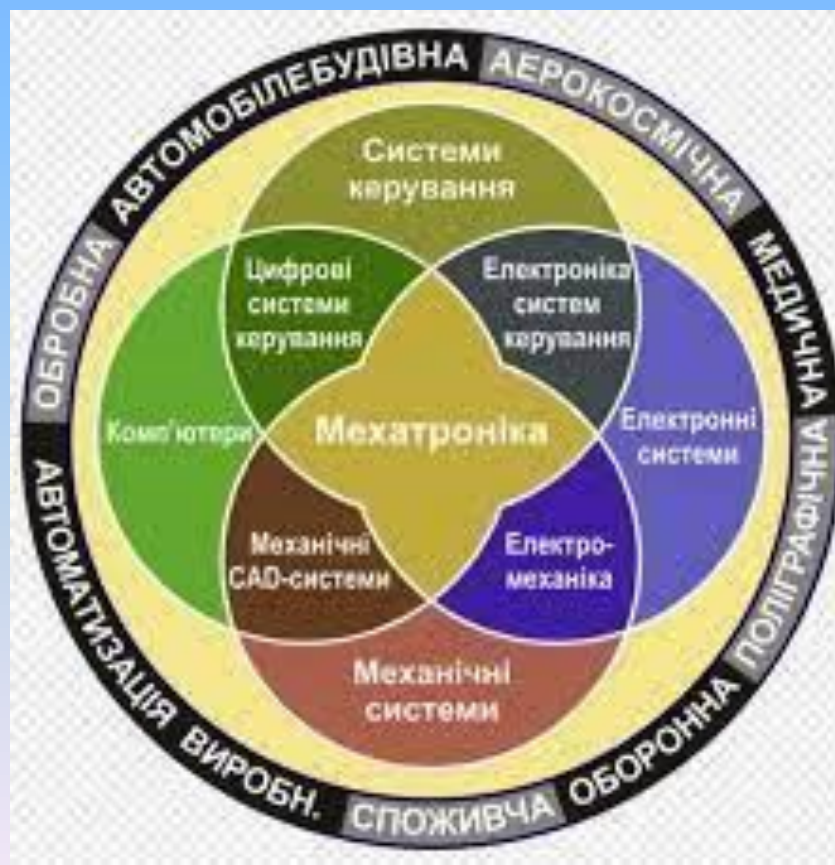 ОБРОБНА
АВТОМОБІЛЕБУДІВНА
АЕРОКОСМІЧНА
МЕДИЧНА
ПОЛІГРАФІЧНА
ОБОРОННА
СПОЖИВЧА
АВТОМАТИЗАЦІЯ ВИРОБН.
Системи
керування
Цифрові
системи
керування
Електроніка
систем
керування
Комп'ютери
Мехатроніка
Електронні
системи
Механічні
CAD-системи
Електро-
механіка
Механічні
системи